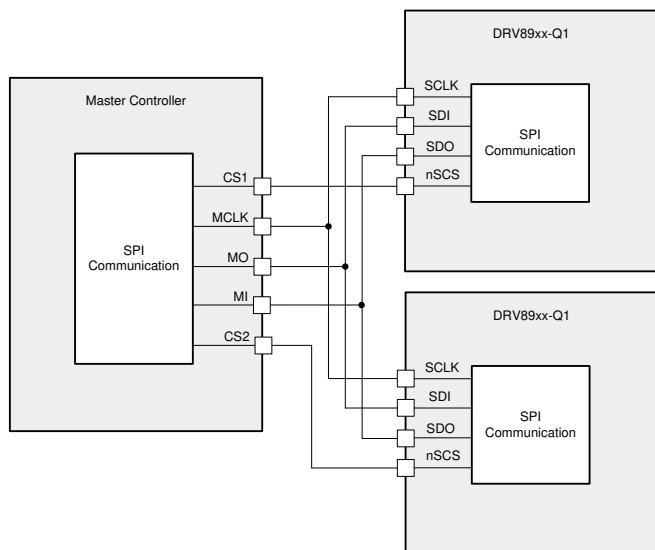 Master Controller
SPI
Communication
CS1
MCLK
MO
MI
CS2
DRV89xx-Q1
SCLK
SDI
SDO
nSCS
SPI
Communication
DRV89xx-Q1
SCLK
SDI
SDO
nSCS
SPI
Communication